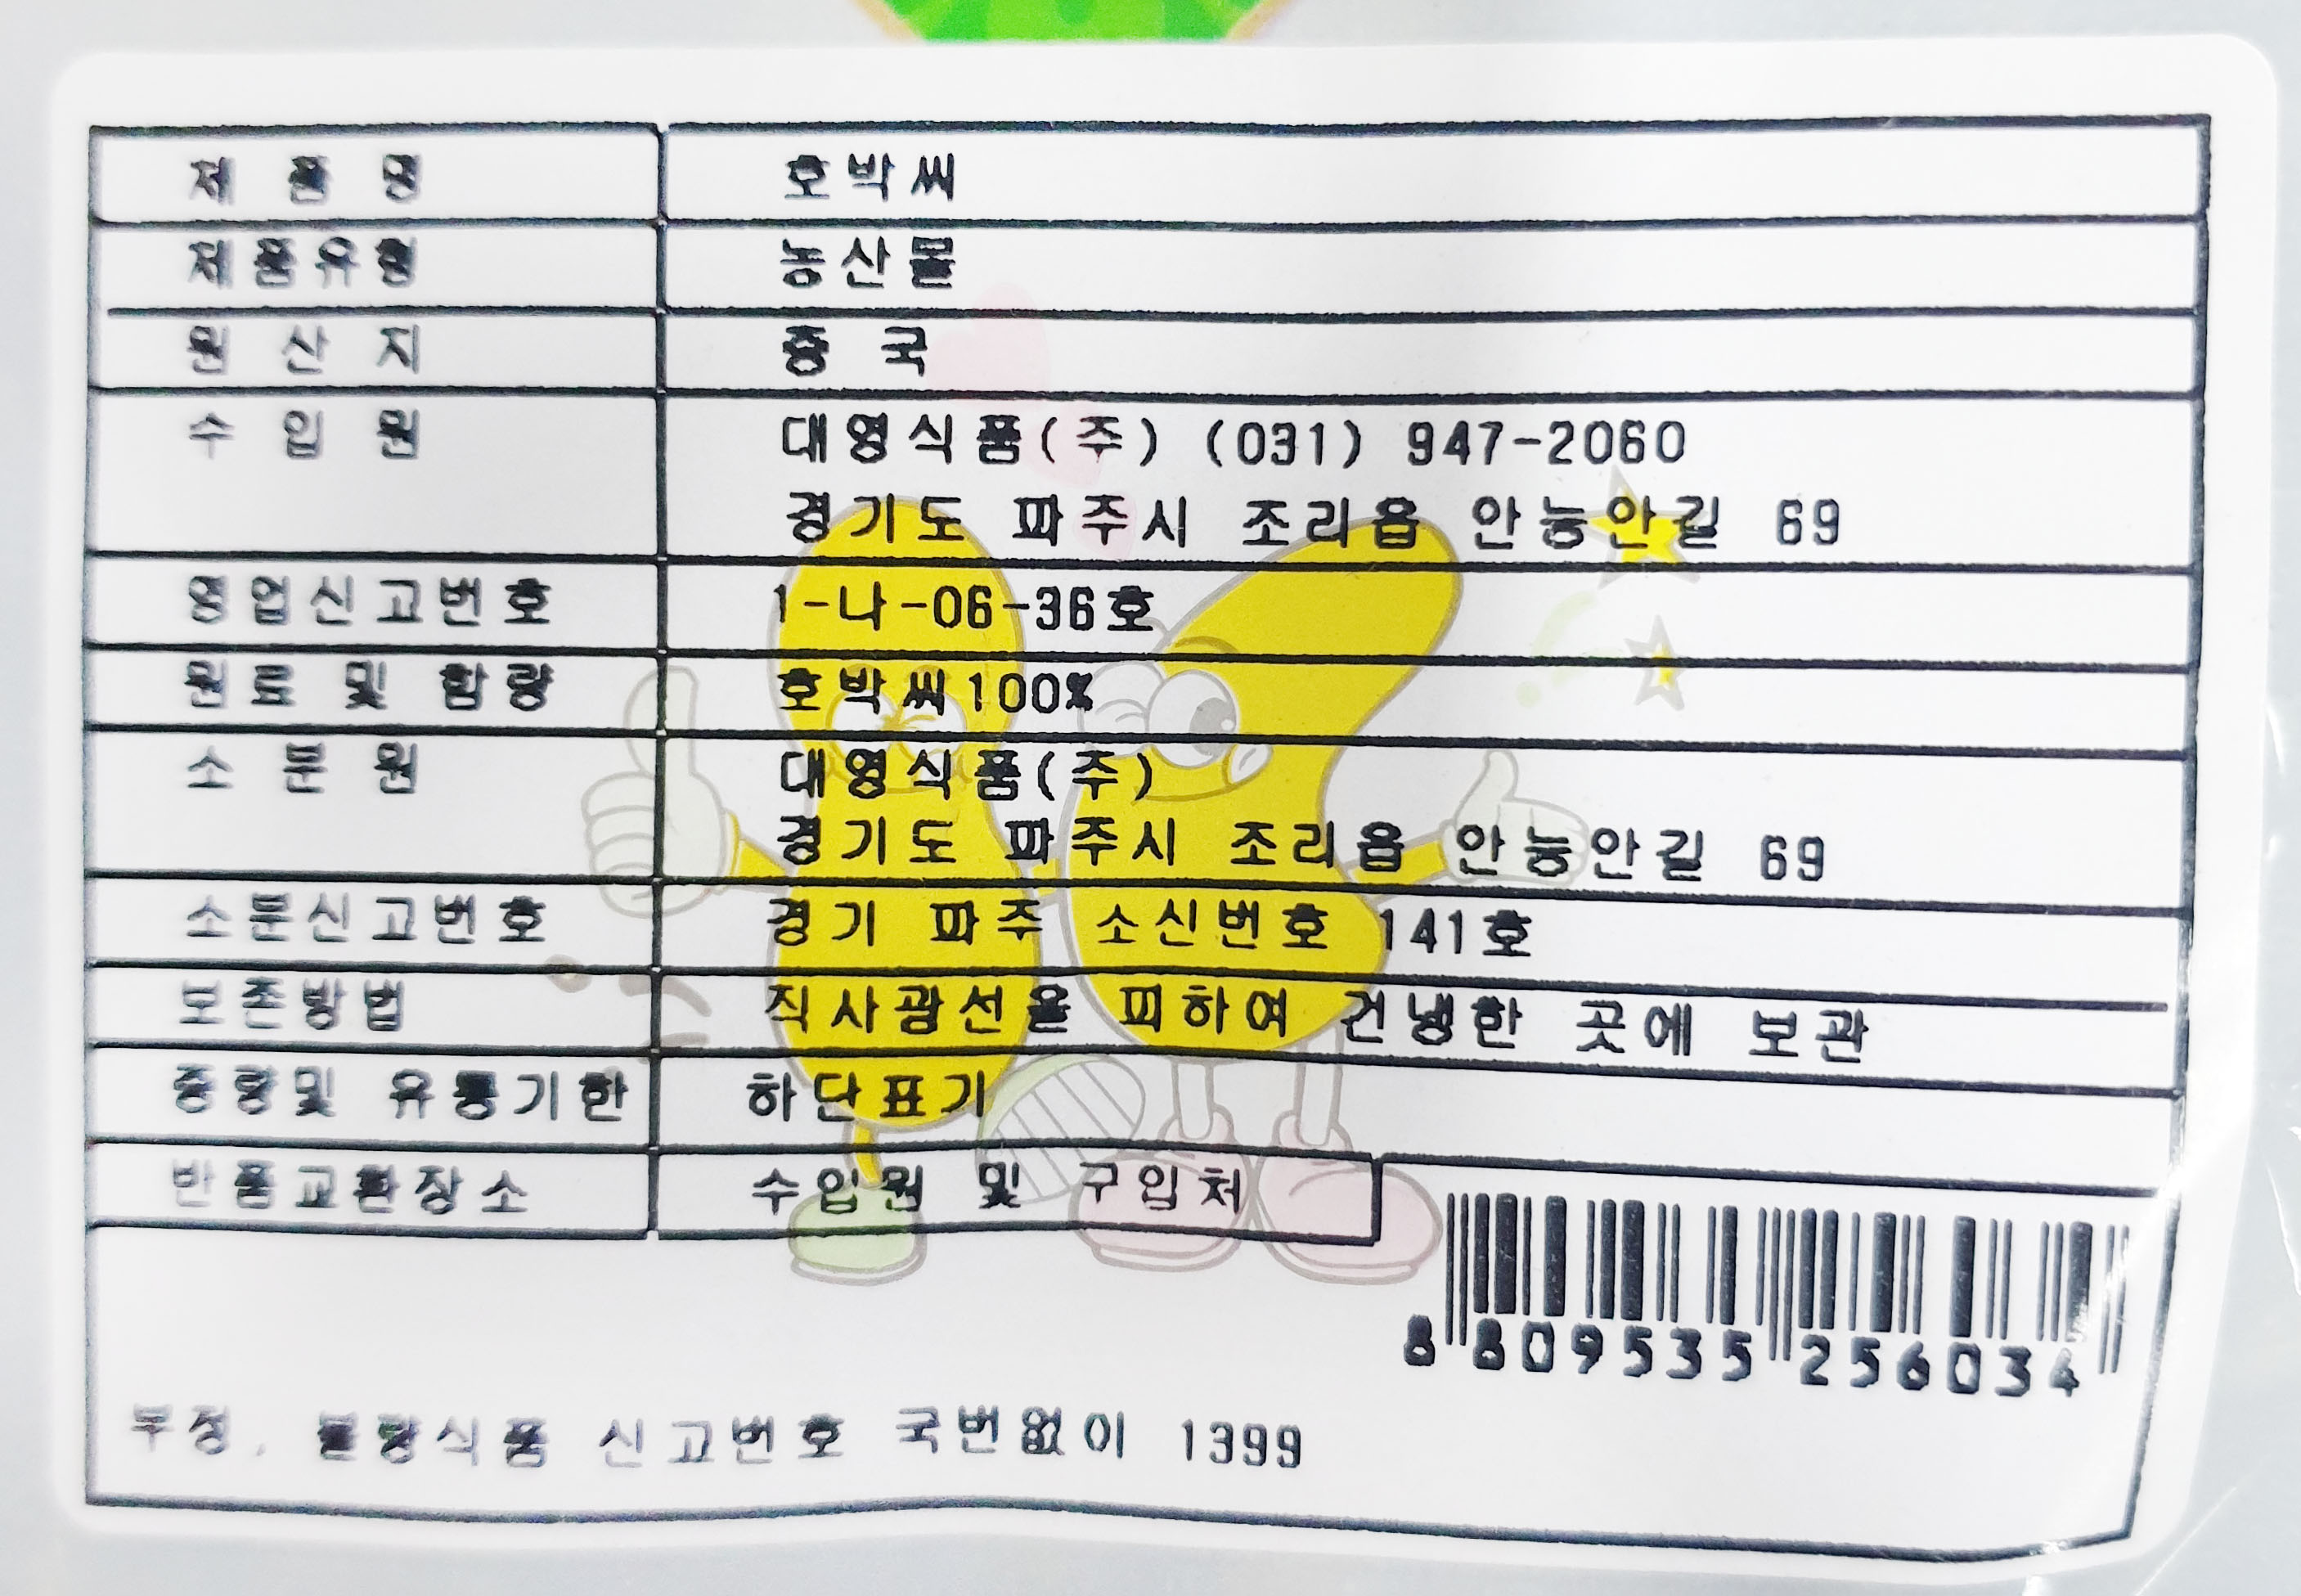 제 품 명 호박씨
제품유형 농산물
원 산 지 중 국
수 입 원 대영식품(주) (031) 947-2060
경기도 파주시 조리읍 안능안길 69
영업신고번호 1-나-06-36호
원료 및 함량 호박씨100%
소 분 원 대영식품(주)
경기도 파주시 조리읍 안능안길 69
소분신고번호 경기 파주 소신번호 141호
보존방법 직사광선을 피하여 건냉한 곳에 보관
중량및 유통기한 하단표기
반품교환장소 수입원 및 구입처
8 809535 256034
부정, 불량식품 신고번호 국번없이 1399